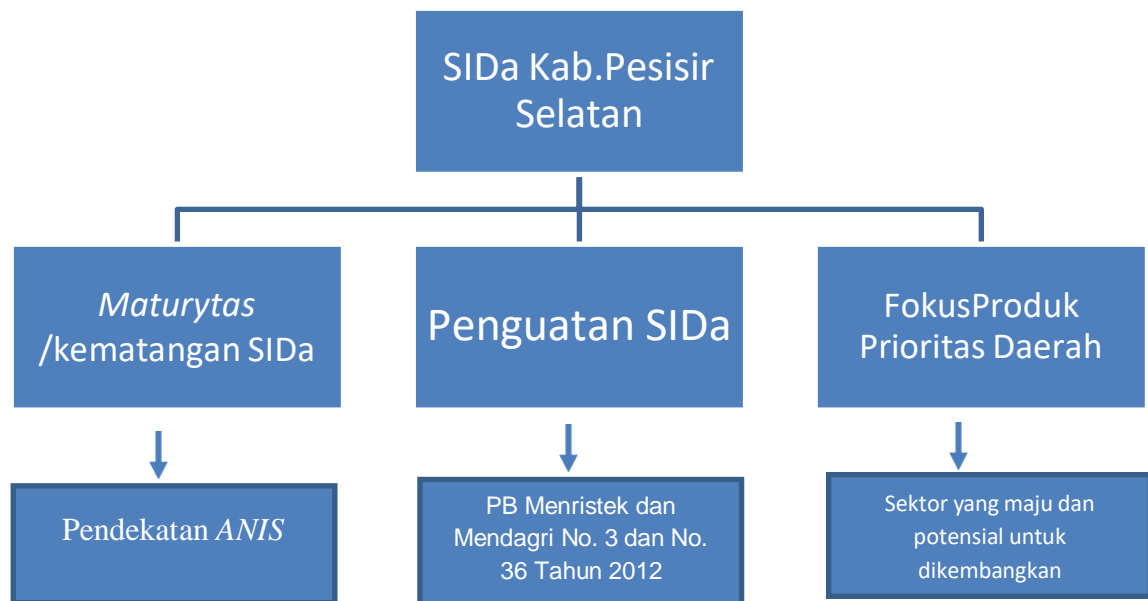 SIDa Kab.Pesisir
Selatan
Maturytas
/kematangan SIDa
Penguatan SIDa
FokusProduk
Prioritas Daerah
Pendekatan ANIS
PB Menristek dan
Mendagri No. 3 dan No.
36 Tahun 2012
Sektor yang maju dan
potensial untuk
dikembangkan